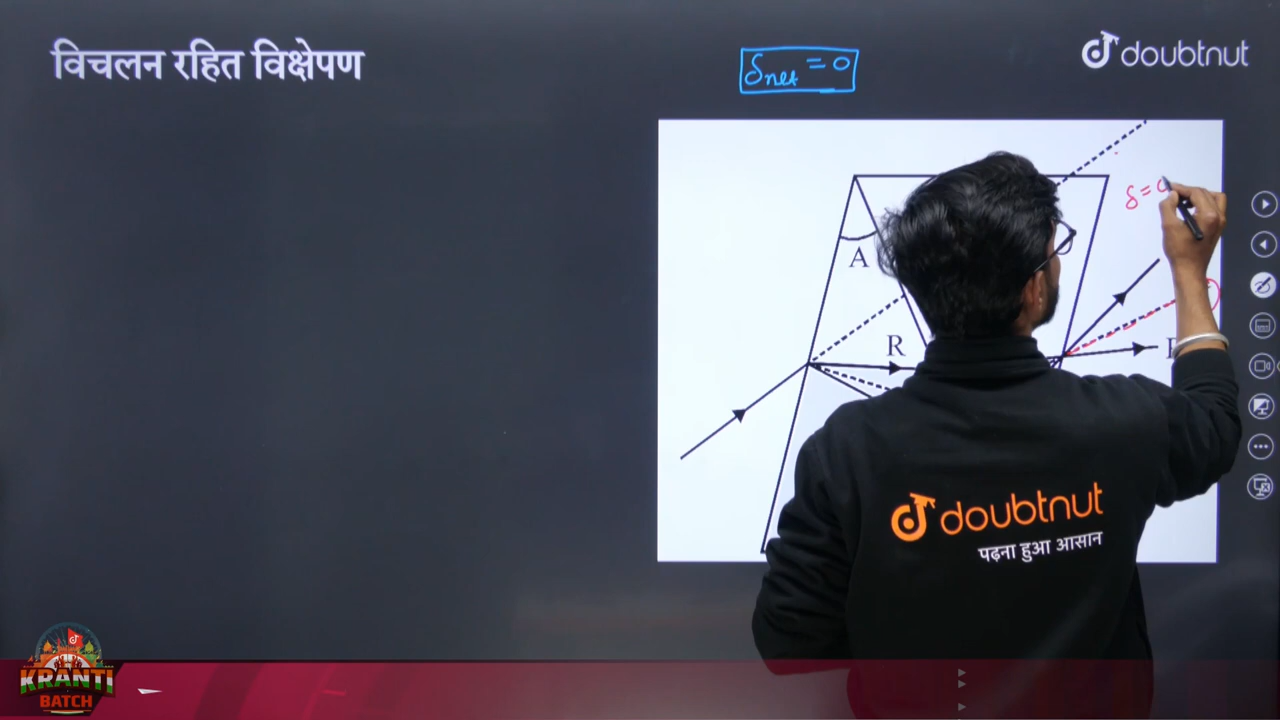 विचलन रहित विक्षेपण
δnet = 0
doubtnut
δ=0
A
R
doubtnut
पढ़ना हुआ आसान
KRANTI
BATCH